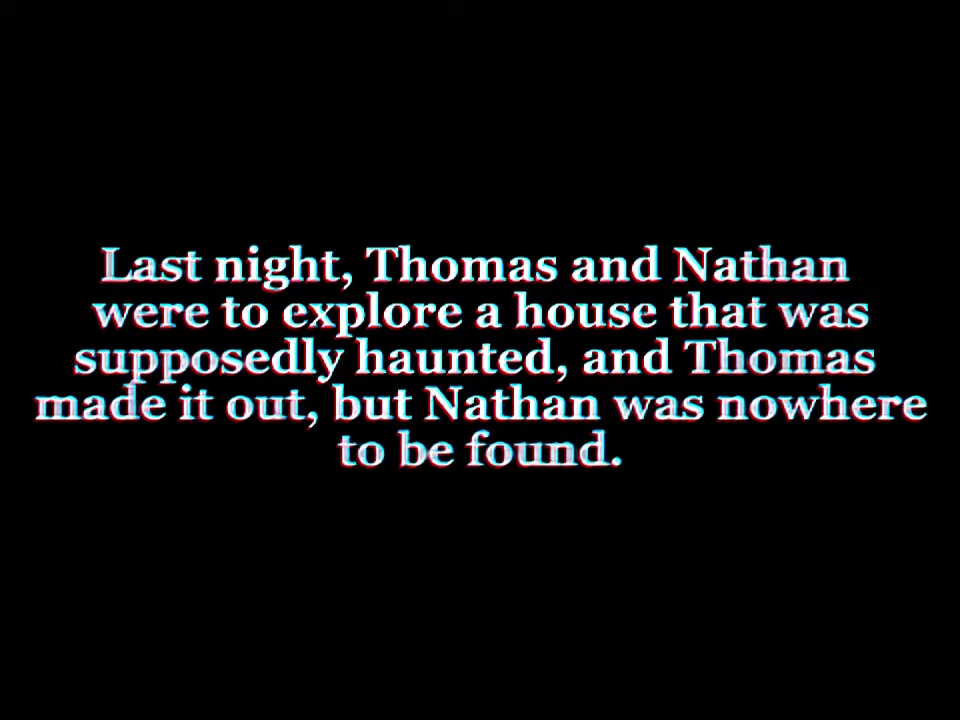 Last night, Thomas and Nathan
were to explore a house that was
supposedly haunted, and Thomas
made it out, but Nathan was nowhere
to be found.